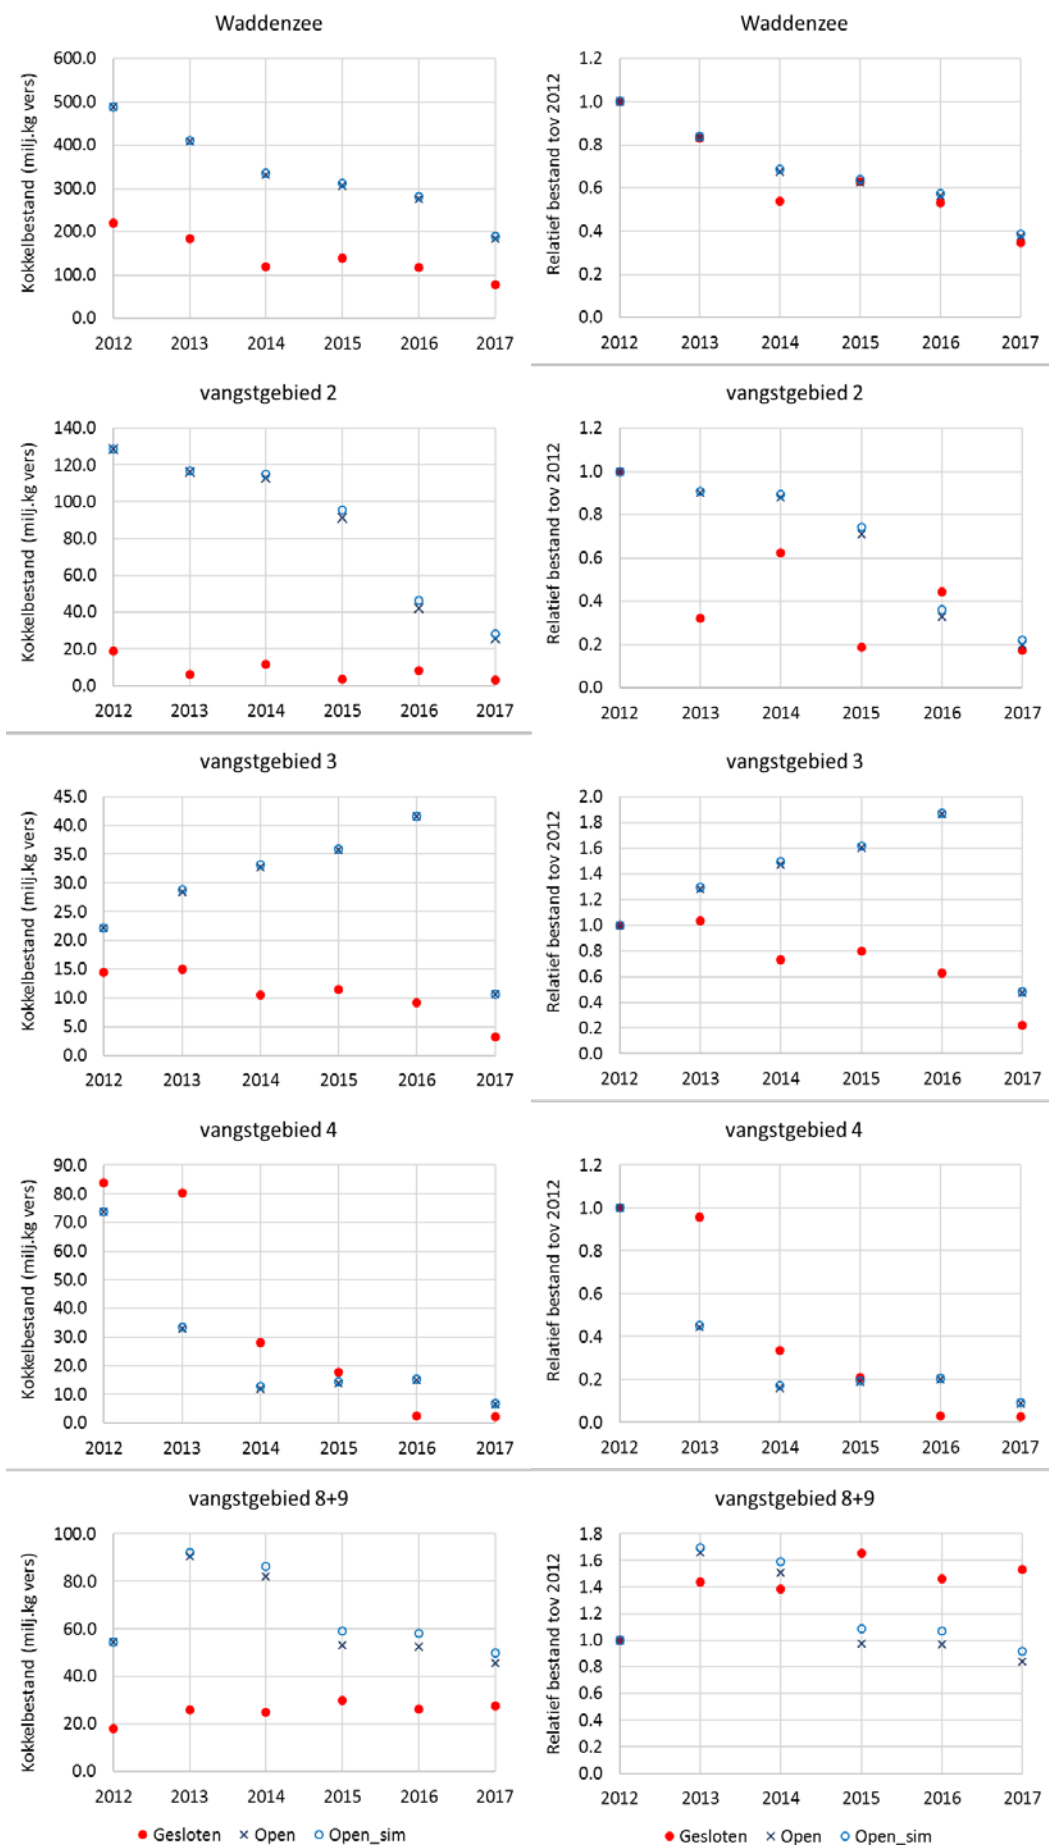 Waddenzee
Kokkelbestand (milj.kg vers)
600.0
500.0
400.0
300.0
200.0
100.0
0.0
2012 2013 2014 2015 2016 2017
Waddenzee
Relatief bestand tov 2012
1.2
1.0
0.8
0.6
0.4
0.2
0.0
2012 2013 2014 2015 2016 2017
vangstgebied 2
Kokkelbestand (milj.kg vers)
140.0
120.0
100.0
80.0
60.0
40.0
20.0
0.0
2012 2013 2014 2015 2016 2017
vangstgebied 2
Relatief bestand tov 2012
1.2
1.0
0.8
0.6
0.4
0.2
0.0
2012 2013 2014 2015 2016 2017
vangstgebied 3
Kokkelbestand (milj.kg vers)
45.0
40.0
35.0
30.0
25.0
20.0
15.0
10.0
5.0
0.0
2012 2013 2014 2015 2016 2017
vangstgebied 3
Relatief bestand tov 2012
2.0
1.8
1.6
1.4
1.2
1.0
0.8
0.6
0.4
0.2
0.0
2012 2013 2014 2015 2016 2017
vangstgebied 4
Kokkelbestand (milj.kg vers)
90.0
80.0
70.0
60.0
50.0
40.0
30.0
20.0
10.0
0.0
2012 2013 2014 2015 2016 2017
vangstgebied 4
Relatief bestand tov 2012
1.2
1.0
0.8
0.6
0.4
0.2
0.0
2012 2013 2014 2015 2016 2017
vangstgebied 8+9
Kokkelbestand (milj.kg vers)
100.0
80.0
60.0
40.0
20.0
0.0
2012 2013 2014 2015 2016 2017
Gesloten Open Open_sim
vangstgebied 8+9
Relatief bestand tov 2012
1.8
1.6
1.4
1.2
1.0
0.8
0.6
0.4
0.2
0.0
2012 2013 2014 2015 2016 2017
Gesloten Open Open_sim